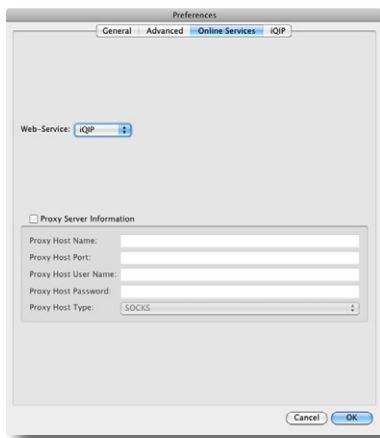 Preferences
General Advanced Online Services iQIP
Web-Service: iQIP
Proxy Server Information
Proxy Host Name:
Proxy Host Port:
Proxy Host User Name:
Proxy Host Password:
Proxy Host Type: SOCKS
Cancel OK